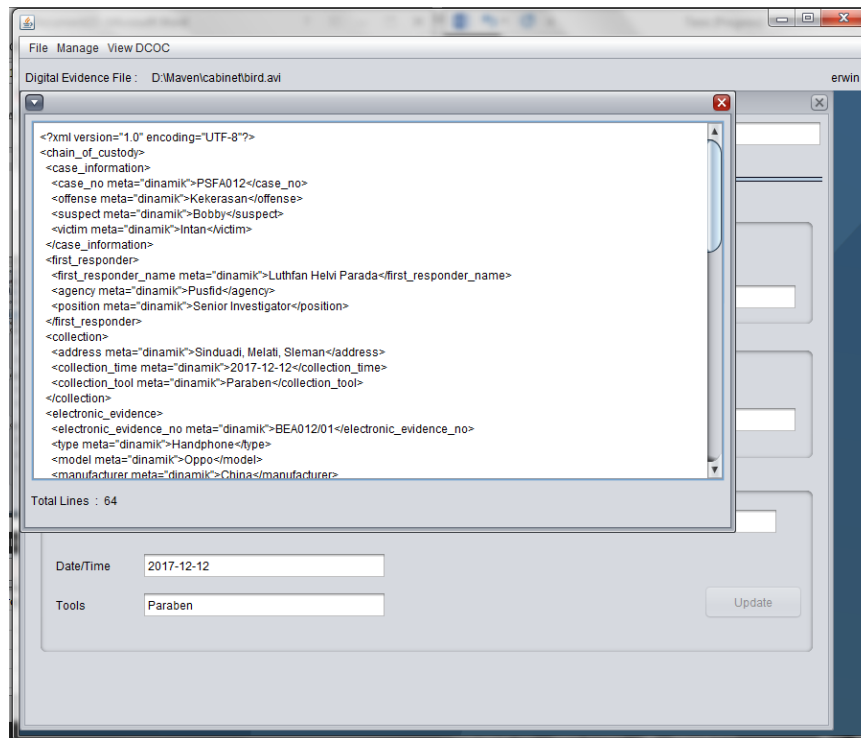 File Manage View DCOC
Digital Evidence File : D:\Maven\cabinet\bird.avi erwin
<?xml version="1.0" encoding="UTF-8"?>
<chain_of_custody>
<case_information>
<case_no meta="dinamik">PSFA012</case_no>
<offense meta="dinamik">Kekerasan</offense>
<suspect meta="dinamik">Bobby</suspect>
<victim meta="dinamik">Intan</victim>
</case_information>
<first_responder>
<first_responder_name meta="dinamik">Luthfan Helvi Parada</first_responder_name>
<agency meta="dinamik">Pusfid</agency>
<position meta="dinamik">Senior Investigator</position>
</first_responder>
<collection>
<address meta="dinamik">Sinduadi, Melati, Sleman</address>
<collection_time meta="dinamik">2017-12-12</collection_time>
<collection_tool meta="dinamik">Paraben</collection_tool>
</collection>
<electronic_evidence>
<electronic_evidence_no meta="dinamik">BEA012/01</electronic_evidence_no>
<type meta="dinamik">Handphone</type>
<model meta="dinamik">Oppo</model>
<manufacturer meta="dinamik">China</manufacturer>
Total Lines : 64
Date/Time 2017-12-12
Tools Paraben
Update